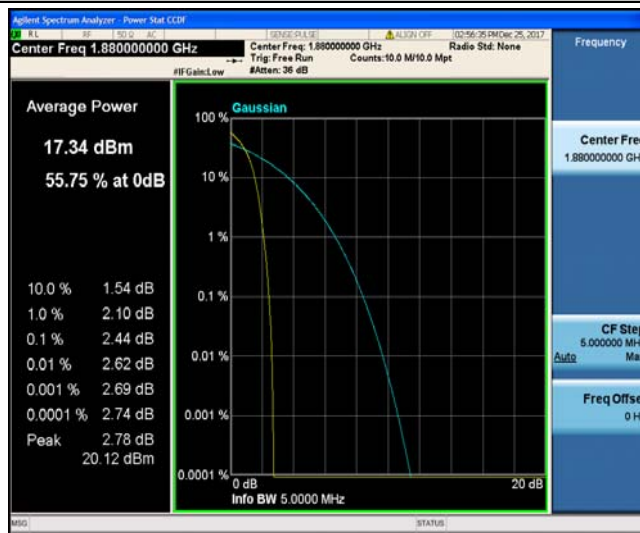 Agilent Spectrum Analyzer - Power Stat CCDF
RL RF 50 Ω AC SENSE:PULSE ALIGN OFF 02:56:35 PM Dec 25, 2017
Center Freq 1.880000000 GHz
Center Freq: 1.880000000 GHz Radio Std: None
Trig: Free Run Counts:10.0 M/10.0 Mpt
#IFGain:Low #Atten: 36 dB
Frequency
Average Power
17.34 dBm
55.75 % at 0dB
10.0 % 1.54 dB
1.0 % 2.10 dB
0.1 % 2.44 dB
0.01 % 2.62 dB
0.001 % 2.69 dB
0.0001 % 2.74 dB
Peak 2.78 dB
20.12 dBm
Gaussian
100 %
10 %
1 %
0.1 %
0.01 %
0.001 %
0.0001 %
0 dB 20 dB
Info BW 5.0000 MHz
Center Fre
1.880000000 GH
CF Ste
5.000000 MH
Auto Ma
Freq Offse
0 H
MSG STATUS